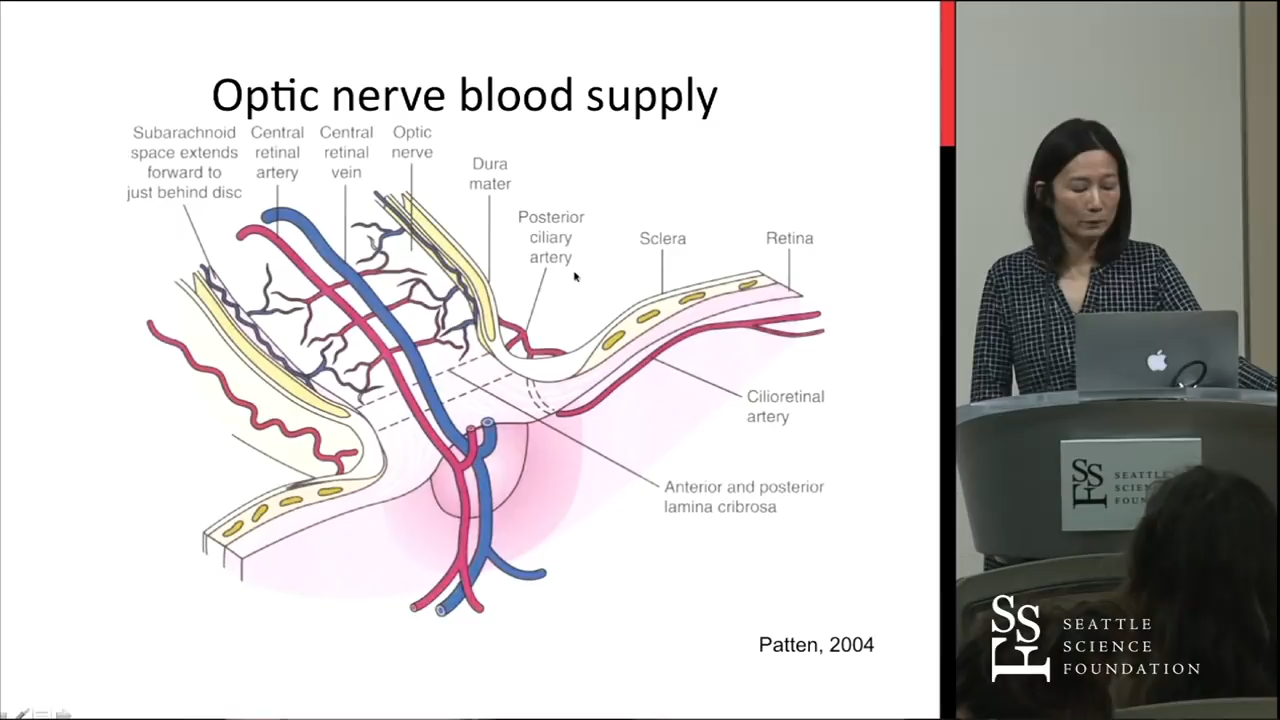 Optic nerve blood supply
Subarachnoid
space extends
forward to
just behind disc
Central
retinal
artery
Central
retinal
vein
Optic
nerve
Dura
mater
Posterior
ciliary
artery
Sclera
Retina
Cilioretinal
artery
Anterior and posterior
lamina cribrosa
Patten, 2004
SSF
SEATTLE
SSF
SEATTLE
SCIENCE
FOUNDATION